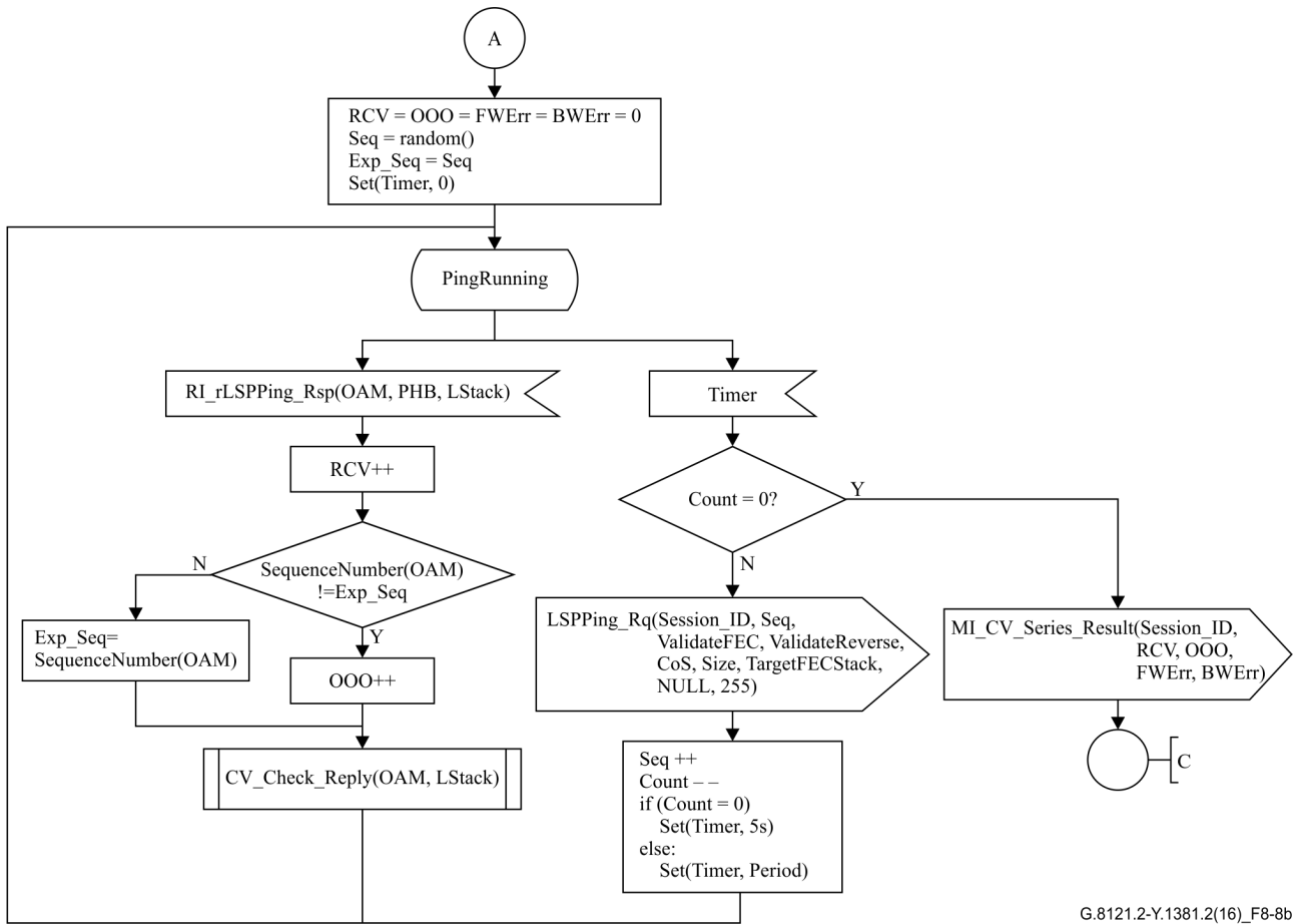 A
RCV = OOO = FWErr = BWErr = 0
Seq = random()
Exp_Seq = Seq
Set(Timer, 0)
PingRunning
RI_rLSPPing_Rsp(OAM, PHB, LStack)
RCV++
N
SequenceNumber(OAM)
!=Exp_Seq
Y
Exp_Seq=
SequenceNumber(OAM)
OOO++
CV_Check_Reply(OAM, LStack)
Timer
Count = 0?
Y
N
LSPPing_Rq(Session_ID, Seq,
ValidateFEC, ValidateReverse,
CoS, Size, TargetFECStack,
NULL, 255)
Seq ++
Count – –
if (Count = 0)
Set(Timer, 5s)
else:
Set(Timer, Period)
MI_CV_Series_Result(Session_ID,
RCV, OOO,
FWErr, BWErr)
C
G.8121.2-Y.1381.2(16)_F8-8b